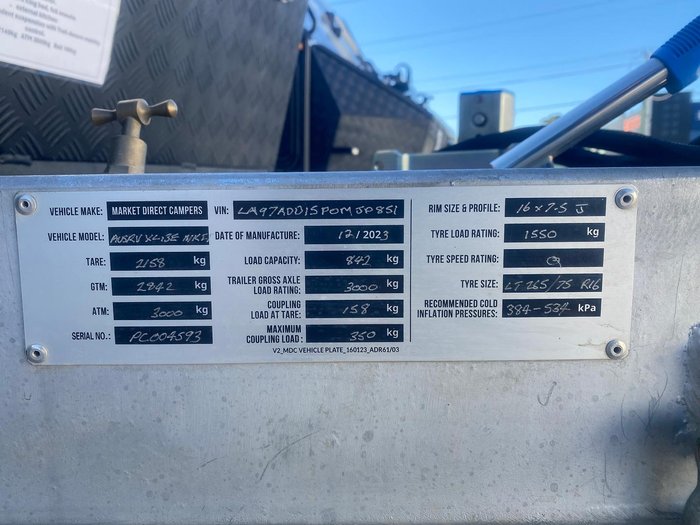 external kitchen
control.
VEHICLE MAKE: MARKET DIRECT CAMPERS
VEHICLE MODEL: AUSRV XL13E
TARE: 2158 kg
GTM: 2842 kg
ATM: 3000 kg
SERIAL NO.: PC004593
VIN:
DATE OF MANUFACTURE: 12/2023
LOAD CAPACITY: 842 kg
TRAILER GROSS AXLE
LOAD RATING: 3000 kg
COUPLING
LOAD AT TARE: 158 kg
MAXIMUM
COUPLING LOAD: 350 kg
RIM SIZE & PROFILE: 16 x 7.5 J
TYRE LOAD RATING: 1550 kg
TYRE SPEED RATING: Q
TYRE SIZE: LT 265/75 R16
RECOMMENDED COLD
INFLATION PRESSURES: 384-534 kPa
V2_MDC VEHICLE PLATE_160123_ADR61/03